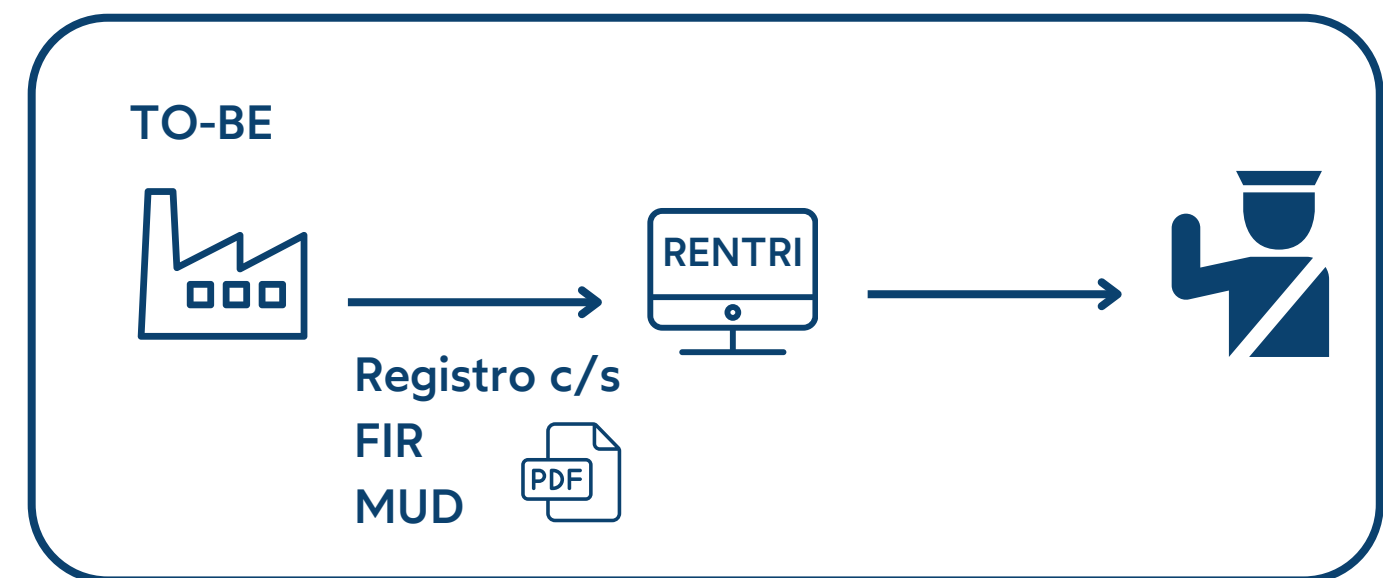 TO-BE
RENTRI
Registro c/s
FIR
MUD
PDF